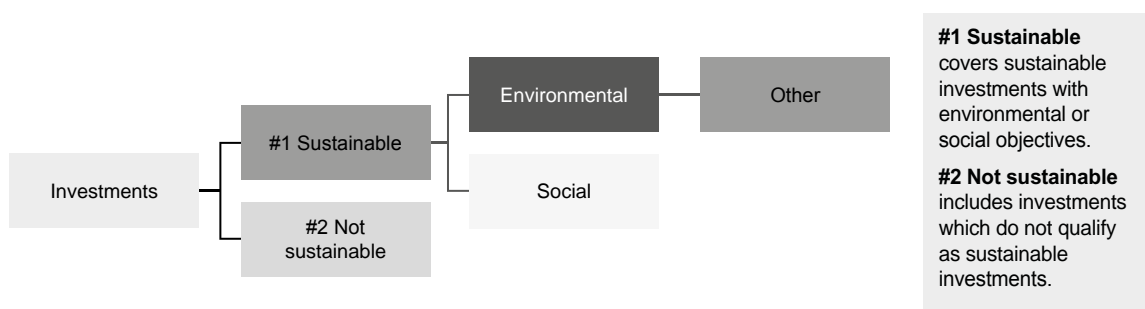 Investments
#1 Sustainable
#2 Not
sustainable
Environmental
Social
Other
#1 Sustainable
covers sustainable
investments with
environmental or
social objectives.
#2 Not sustainable
includes investments
which do not qualify
as sustainable
investments.